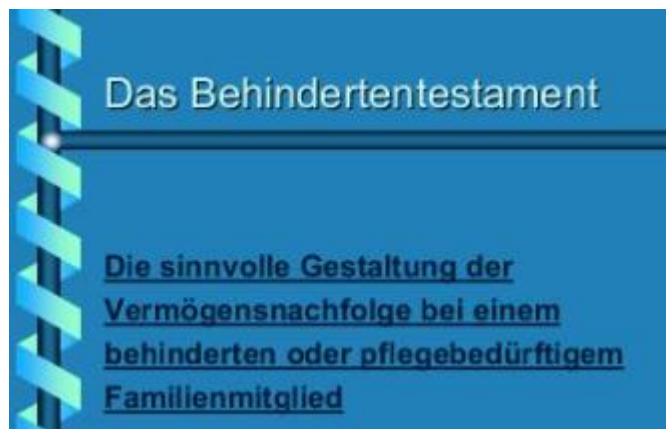 Das Behindertentestament
Die sinnvolle Gestaltung der
Vermögensnachfolge bei einem
behinderten oder pflegebedürftigem
Familienmitglied